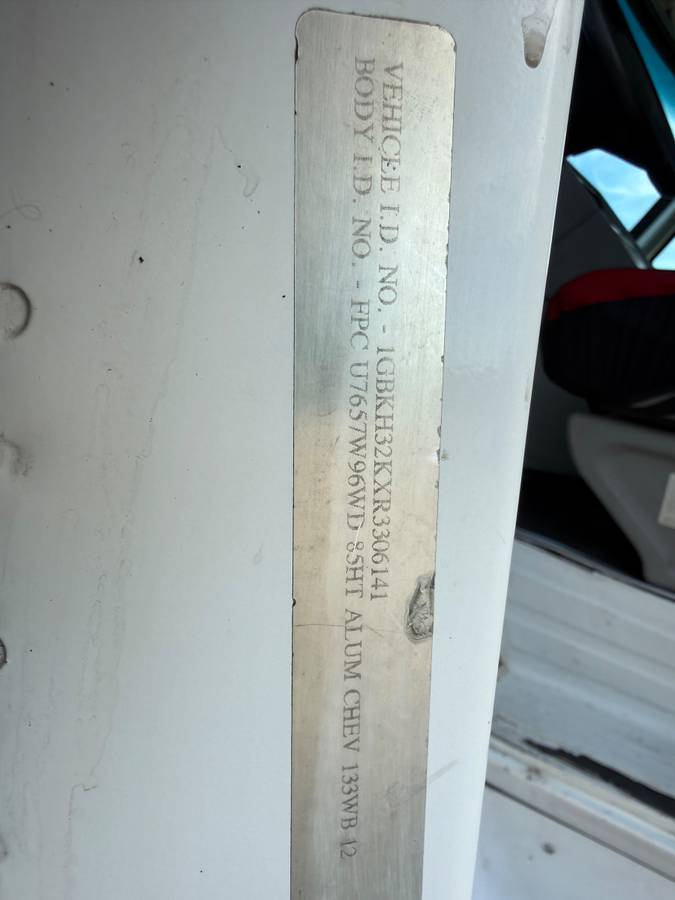 VEHICLE I.D. NO. - 1GBKH32KXR3306141
BODY I.D. NO. - FPC U7657W96WD 85HT ALUM CHEV 133WB 12